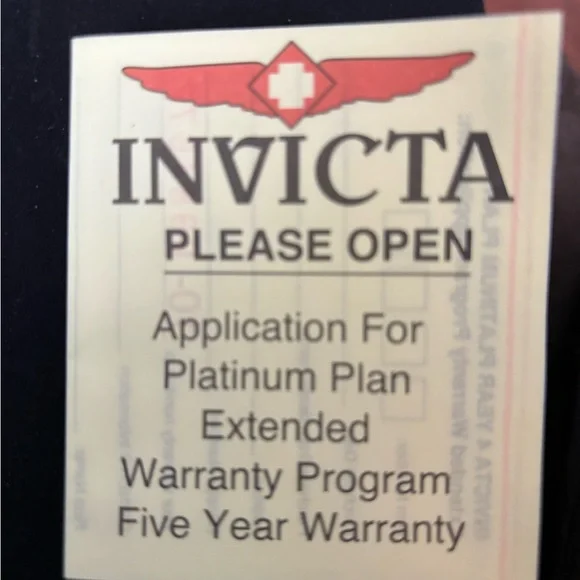 INVICTA
PLEASE OPEN
Application For
Platinum Plan
Extended
Warranty Program
Five Year Warranty